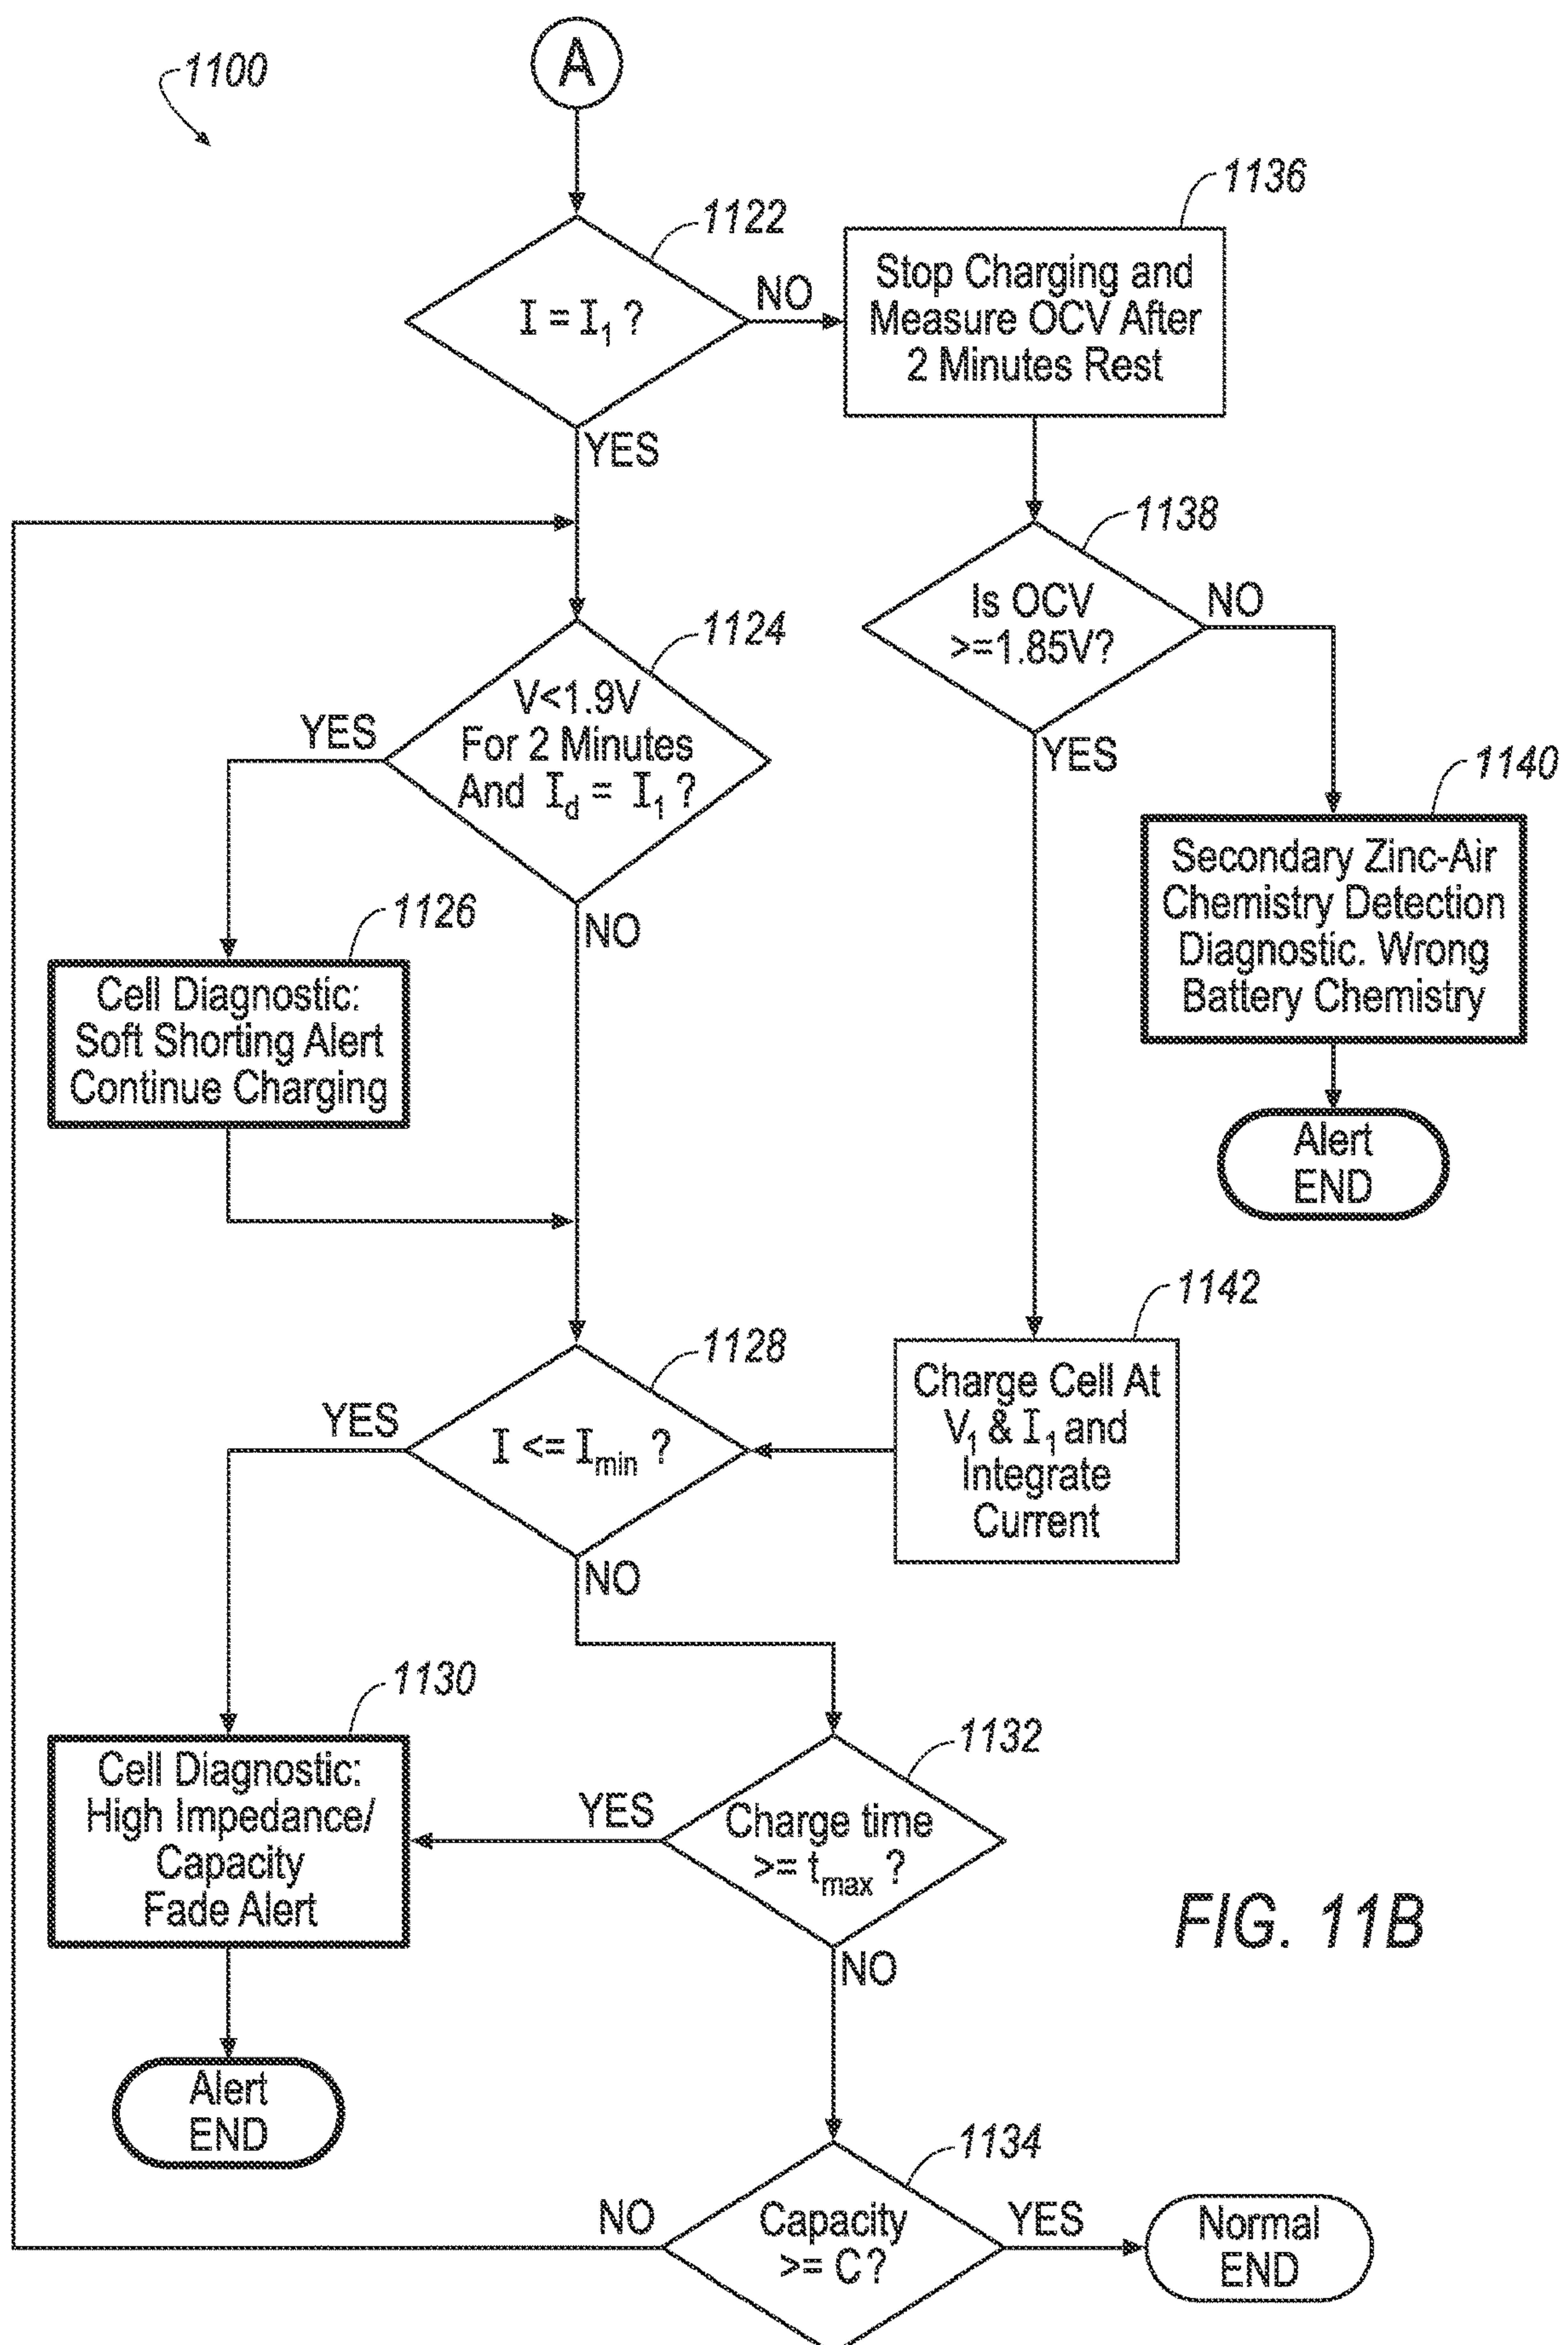 1100
A
1122
I = I1 ?
NO
YES
1136
Stop Charging and
Measure OCV After
2 Minutes Rest
1138
Is OCV
>=1.85V?
NO
YES
1124
V<1.9V
For 2 Minutes
And Id = I1 ?
YES
NO
1140
Secondary Zinc-Air
Chemistry Detection
Diagnostic. Wrong
Battery Chemistry
Alert
END
1126
Cell Diagnostic:
Soft Shorting Alert
Continue Charging
1142
Charge Cell At
V1 & I1 and
Integrate
Current
1128
I <= Imin ?
YES
NO
1130
Cell Diagnostic:
High Impedance/
Capacity
Fade Alert
Alert
END
1132
Charge time
>= tmax ?
YES
NO
FIG. 11B
1134
Capacity
>= C?
NO
YES
Normal
END